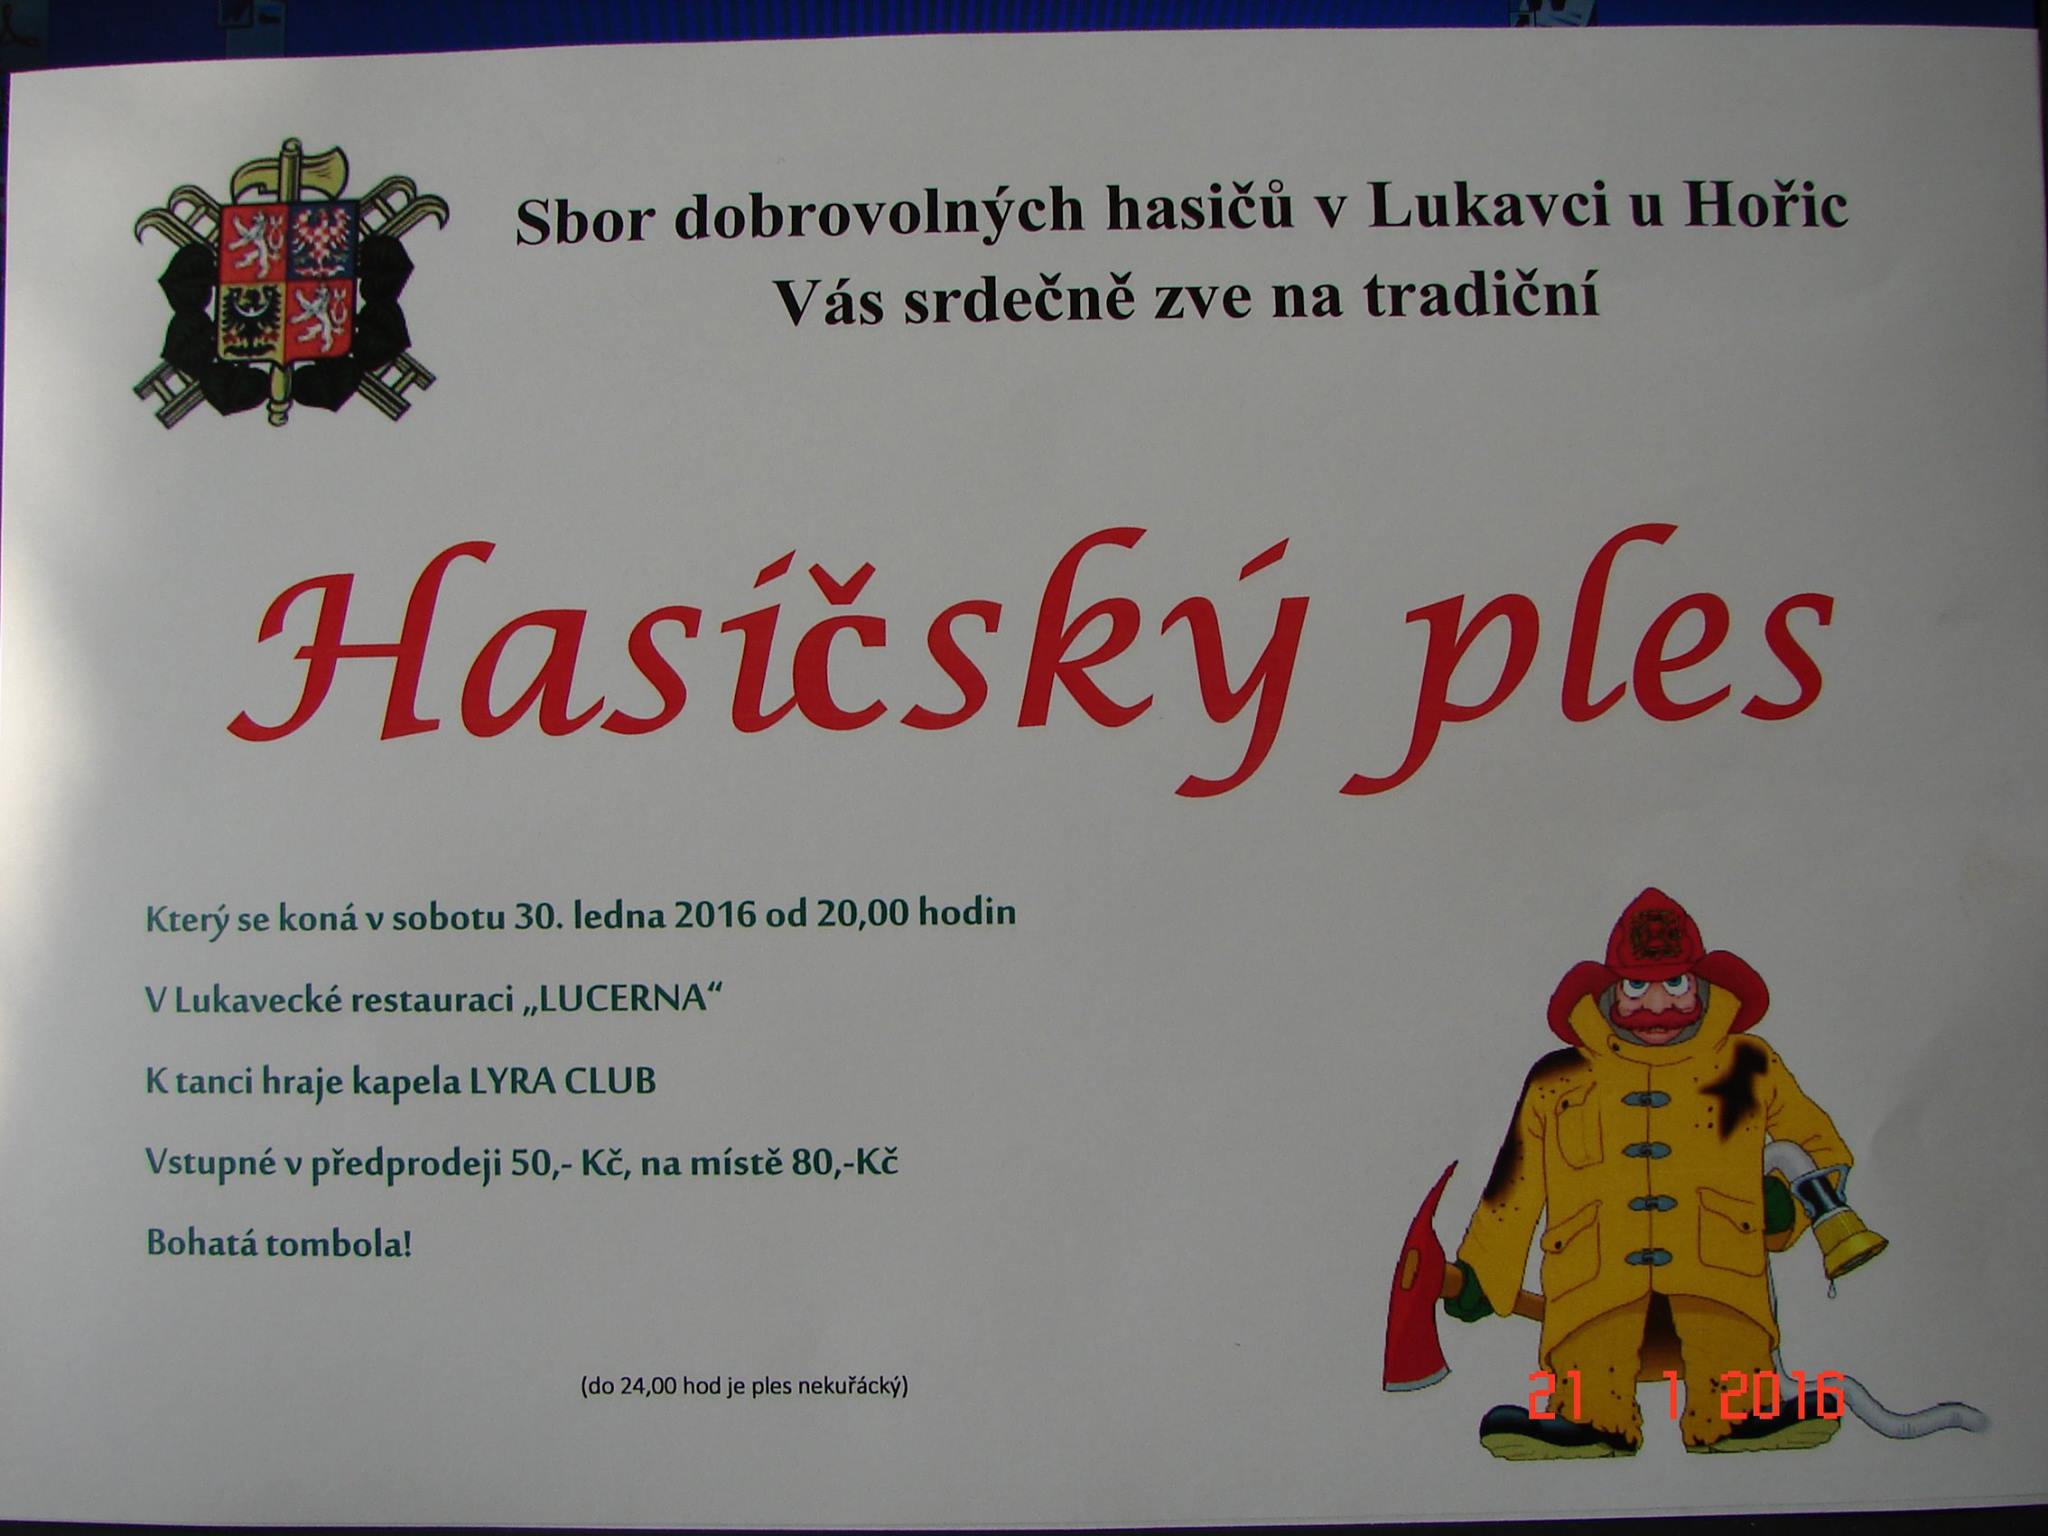 Sbor dobrovolných hasičů v Lukavci u Hořic
Vás srdečně zve na tradiční
Hasičský ples
Který se koná v sobotu 30. ledna 2016 od 20,00 hodin
V Lukavecké restauraci „LUCERNA“
K tanci hraje kapela LYRA CLUB
Vstupné v předprodeji 50,- Kč, na místě 80,-Kč
Bohatá tombola!
(do 24,00 hod je ples nekuřácký)
21 1 2016